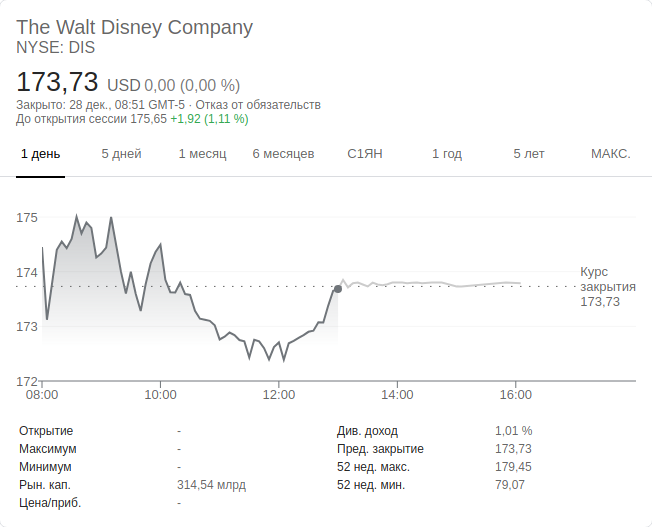 The Walt Disney Company
NYSE: DIS
173,73 USD 0,00 (0,00 %)
Закрыто: 28 дек., 08:51 GMT-5 · Отказ от обязательств
До открытия сессии 175,65 +1,92 (1,11 %)
1 день 5 дней 1 месяц 6 месяцев С1ЯН 1 год 5 лет МАКС.
175
174
Курс
закрытия
173,73
173
172
08:00 10:00 12:00 14:00 16:00
Открытие - Див. доход 1,01 %
Максимум - Пред. закрытие 173,73
Минимум - 52 нед. макс. 179,45
Рын. кап. 314,54 млрд 52 нед. мин. 79,07
Цена/приб. -